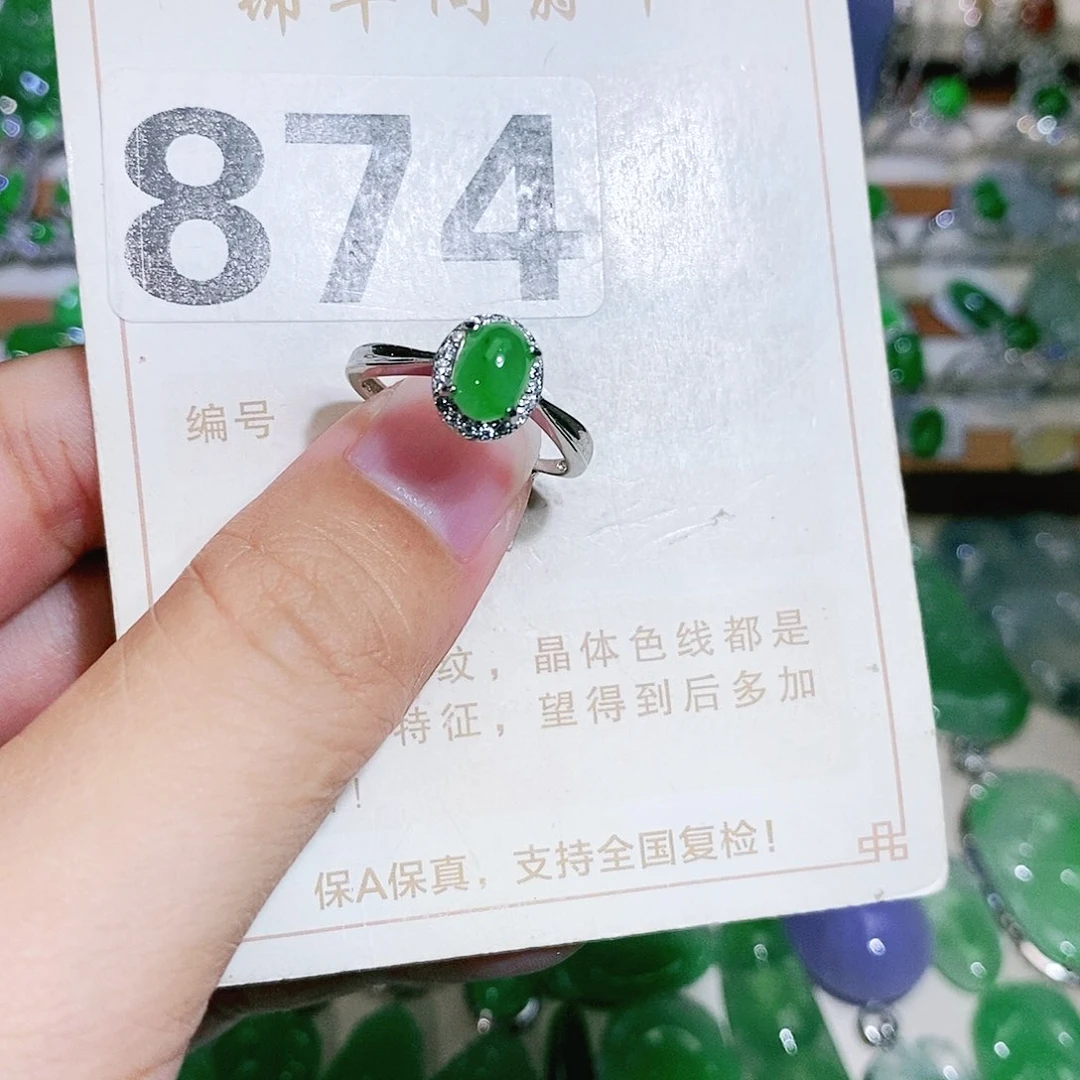 874
编号
纹，晶体色线都是
特征，望得到后多加
！
保A保真，支持全国复检！